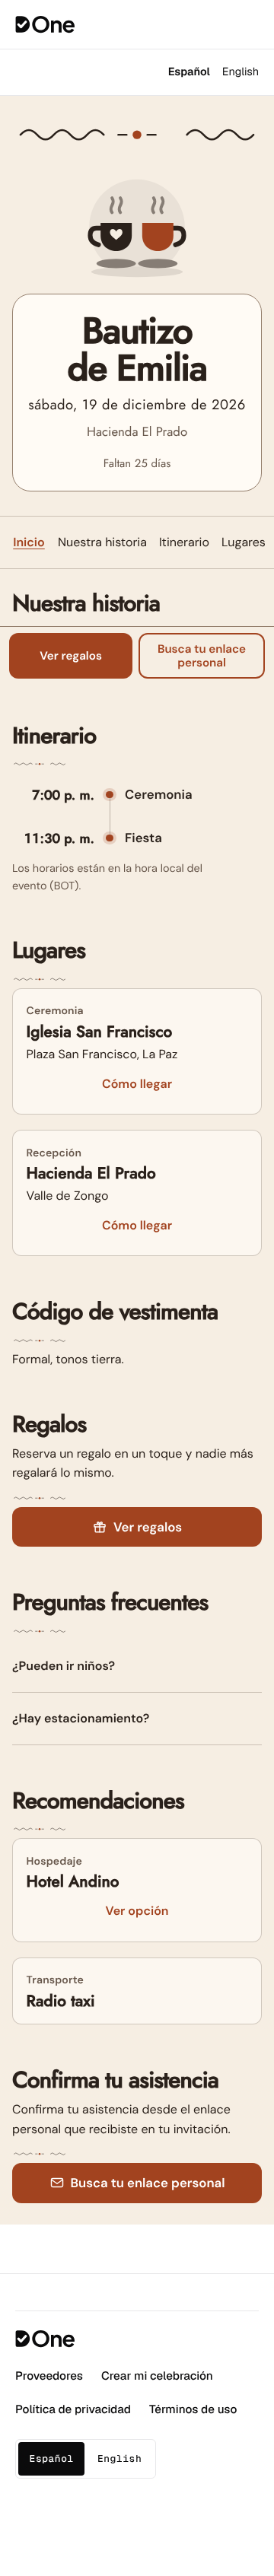 One
Español English
Bautizo
de Emilia
sábado, 19 de diciembre de 2026
Hacienda El Prado
Faltan 25 días
Inicio Nuestra historia Itinerario Lugares
Nuestra historia
Ver regalos
Busca tu enlace
personal
Itinerario
7:00 p. m. Ceremonia
11:30 p. m. Fiesta
Los horarios están en la hora local del
evento (BOT).
Lugares
Ceremonia
Iglesia San Francisco
Plaza San Francisco, La Paz
Cómo llegar
Recepción
Hacienda El Prado
Valle de Zongo
Cómo llegar
Código de vestimenta
Formal, tonos tierra.
Regalos
Reserva un regalo en un toque y nadie más
regalará lo mismo.
Ver regalos
Preguntas frecuentes
¿Pueden ir niños?
¿Hay estacionamiento?
Recomendaciones
Hospedaje
Hotel Andino
Ver opción
Transporte
Radio taxi
Confirma tu asistencia
Confirma tu asistencia desde el enlace
personal que recibiste en tu invitación.
Busca tu enlace personal
One
Proveedores Crear mi celebración
Política de privacidad Términos de uso
Español English